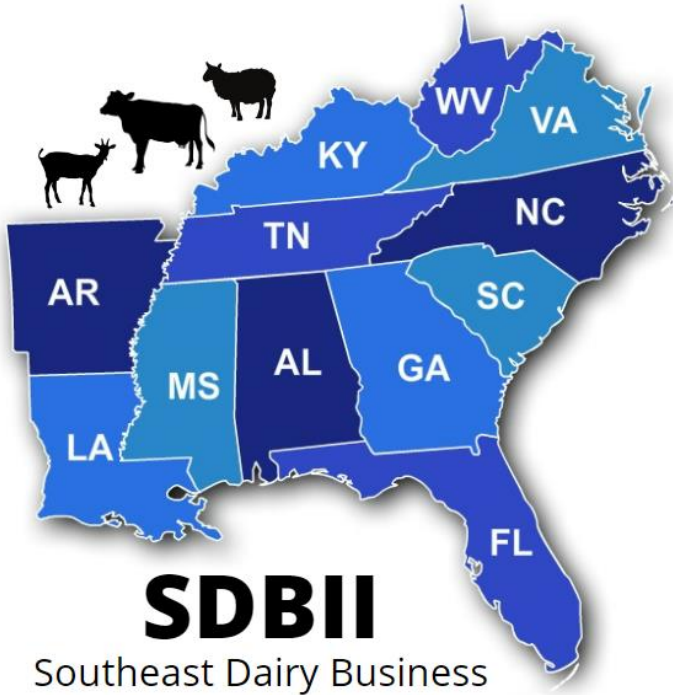 WV
VA
KY
NC
TN
AR
SC
AL
GA
MS
LA
FL
SDBII
Southeast Dairy Business